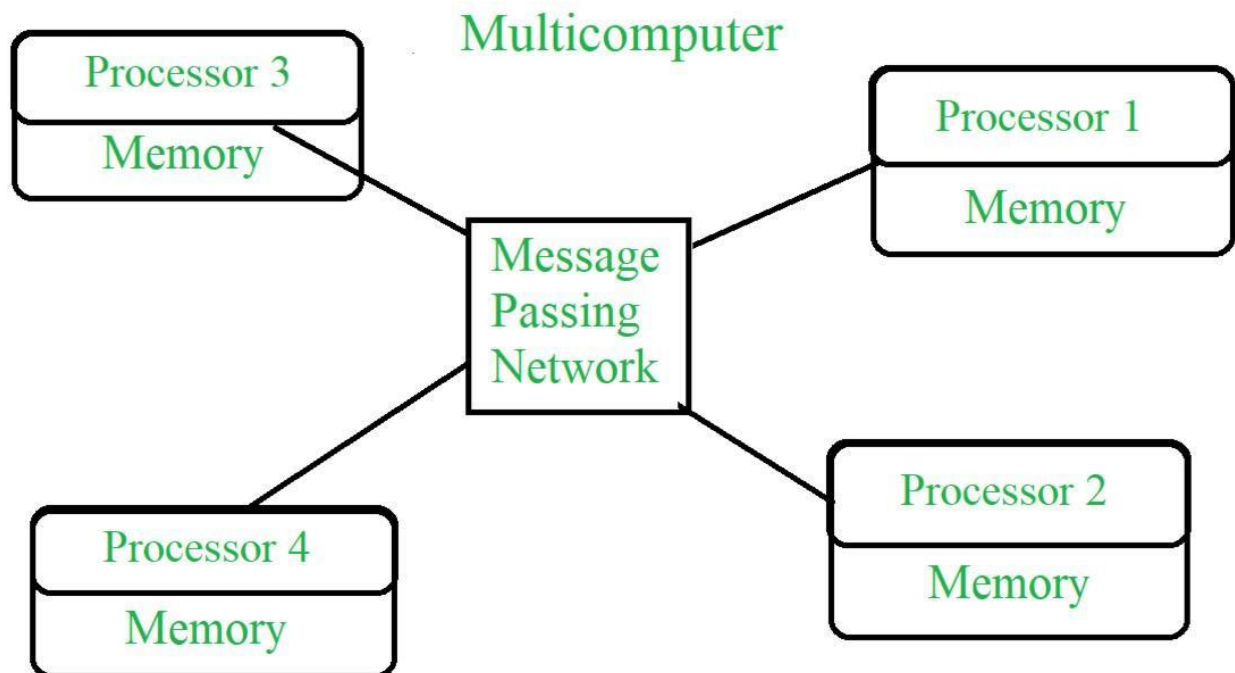 Multicomputer
Processor 3
Memory
Processor 1
Memory
Message
Passing
Network
Processor 2
Memory
Processor 4
Memory